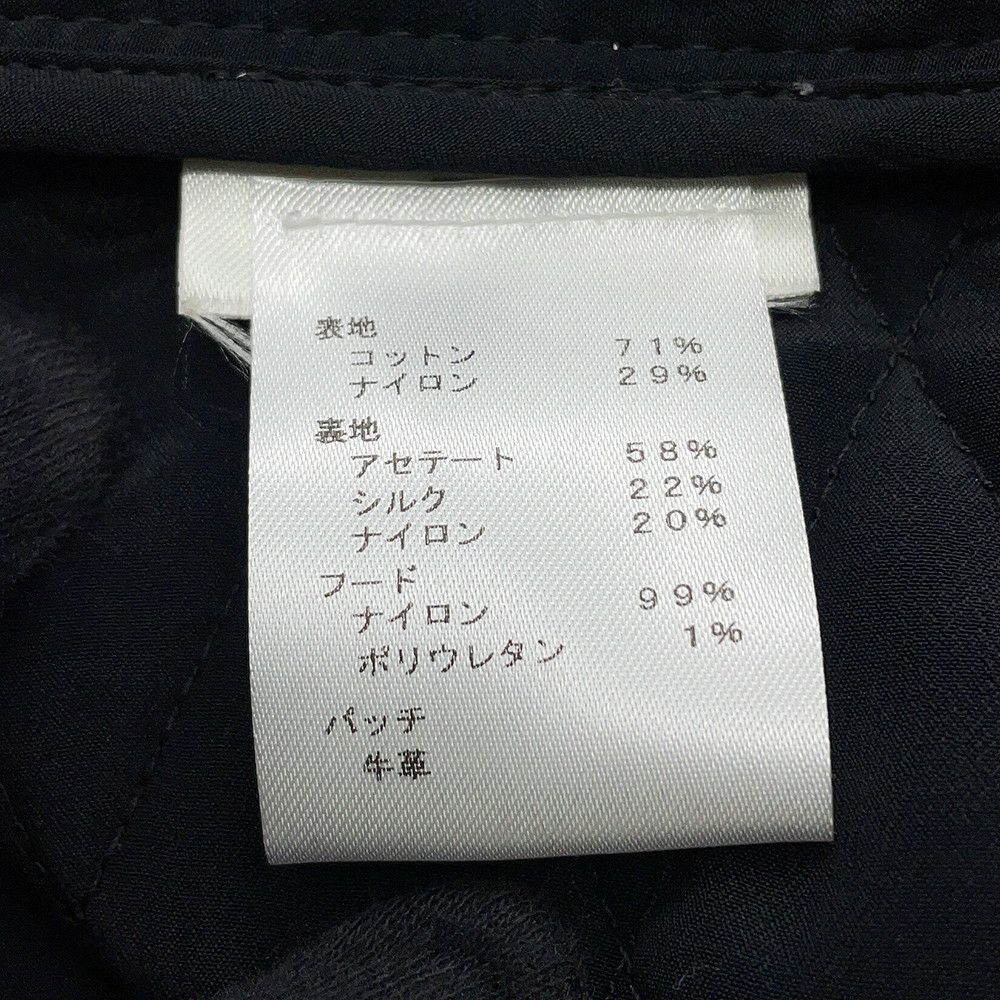 表地
コットン 71%
ナイロン 29%
裏地
アセテート 58%
シルク 22%
ナイロン 20%
フード
ナイロン 99%
ポリウレタン 1%
パッチ
牛革